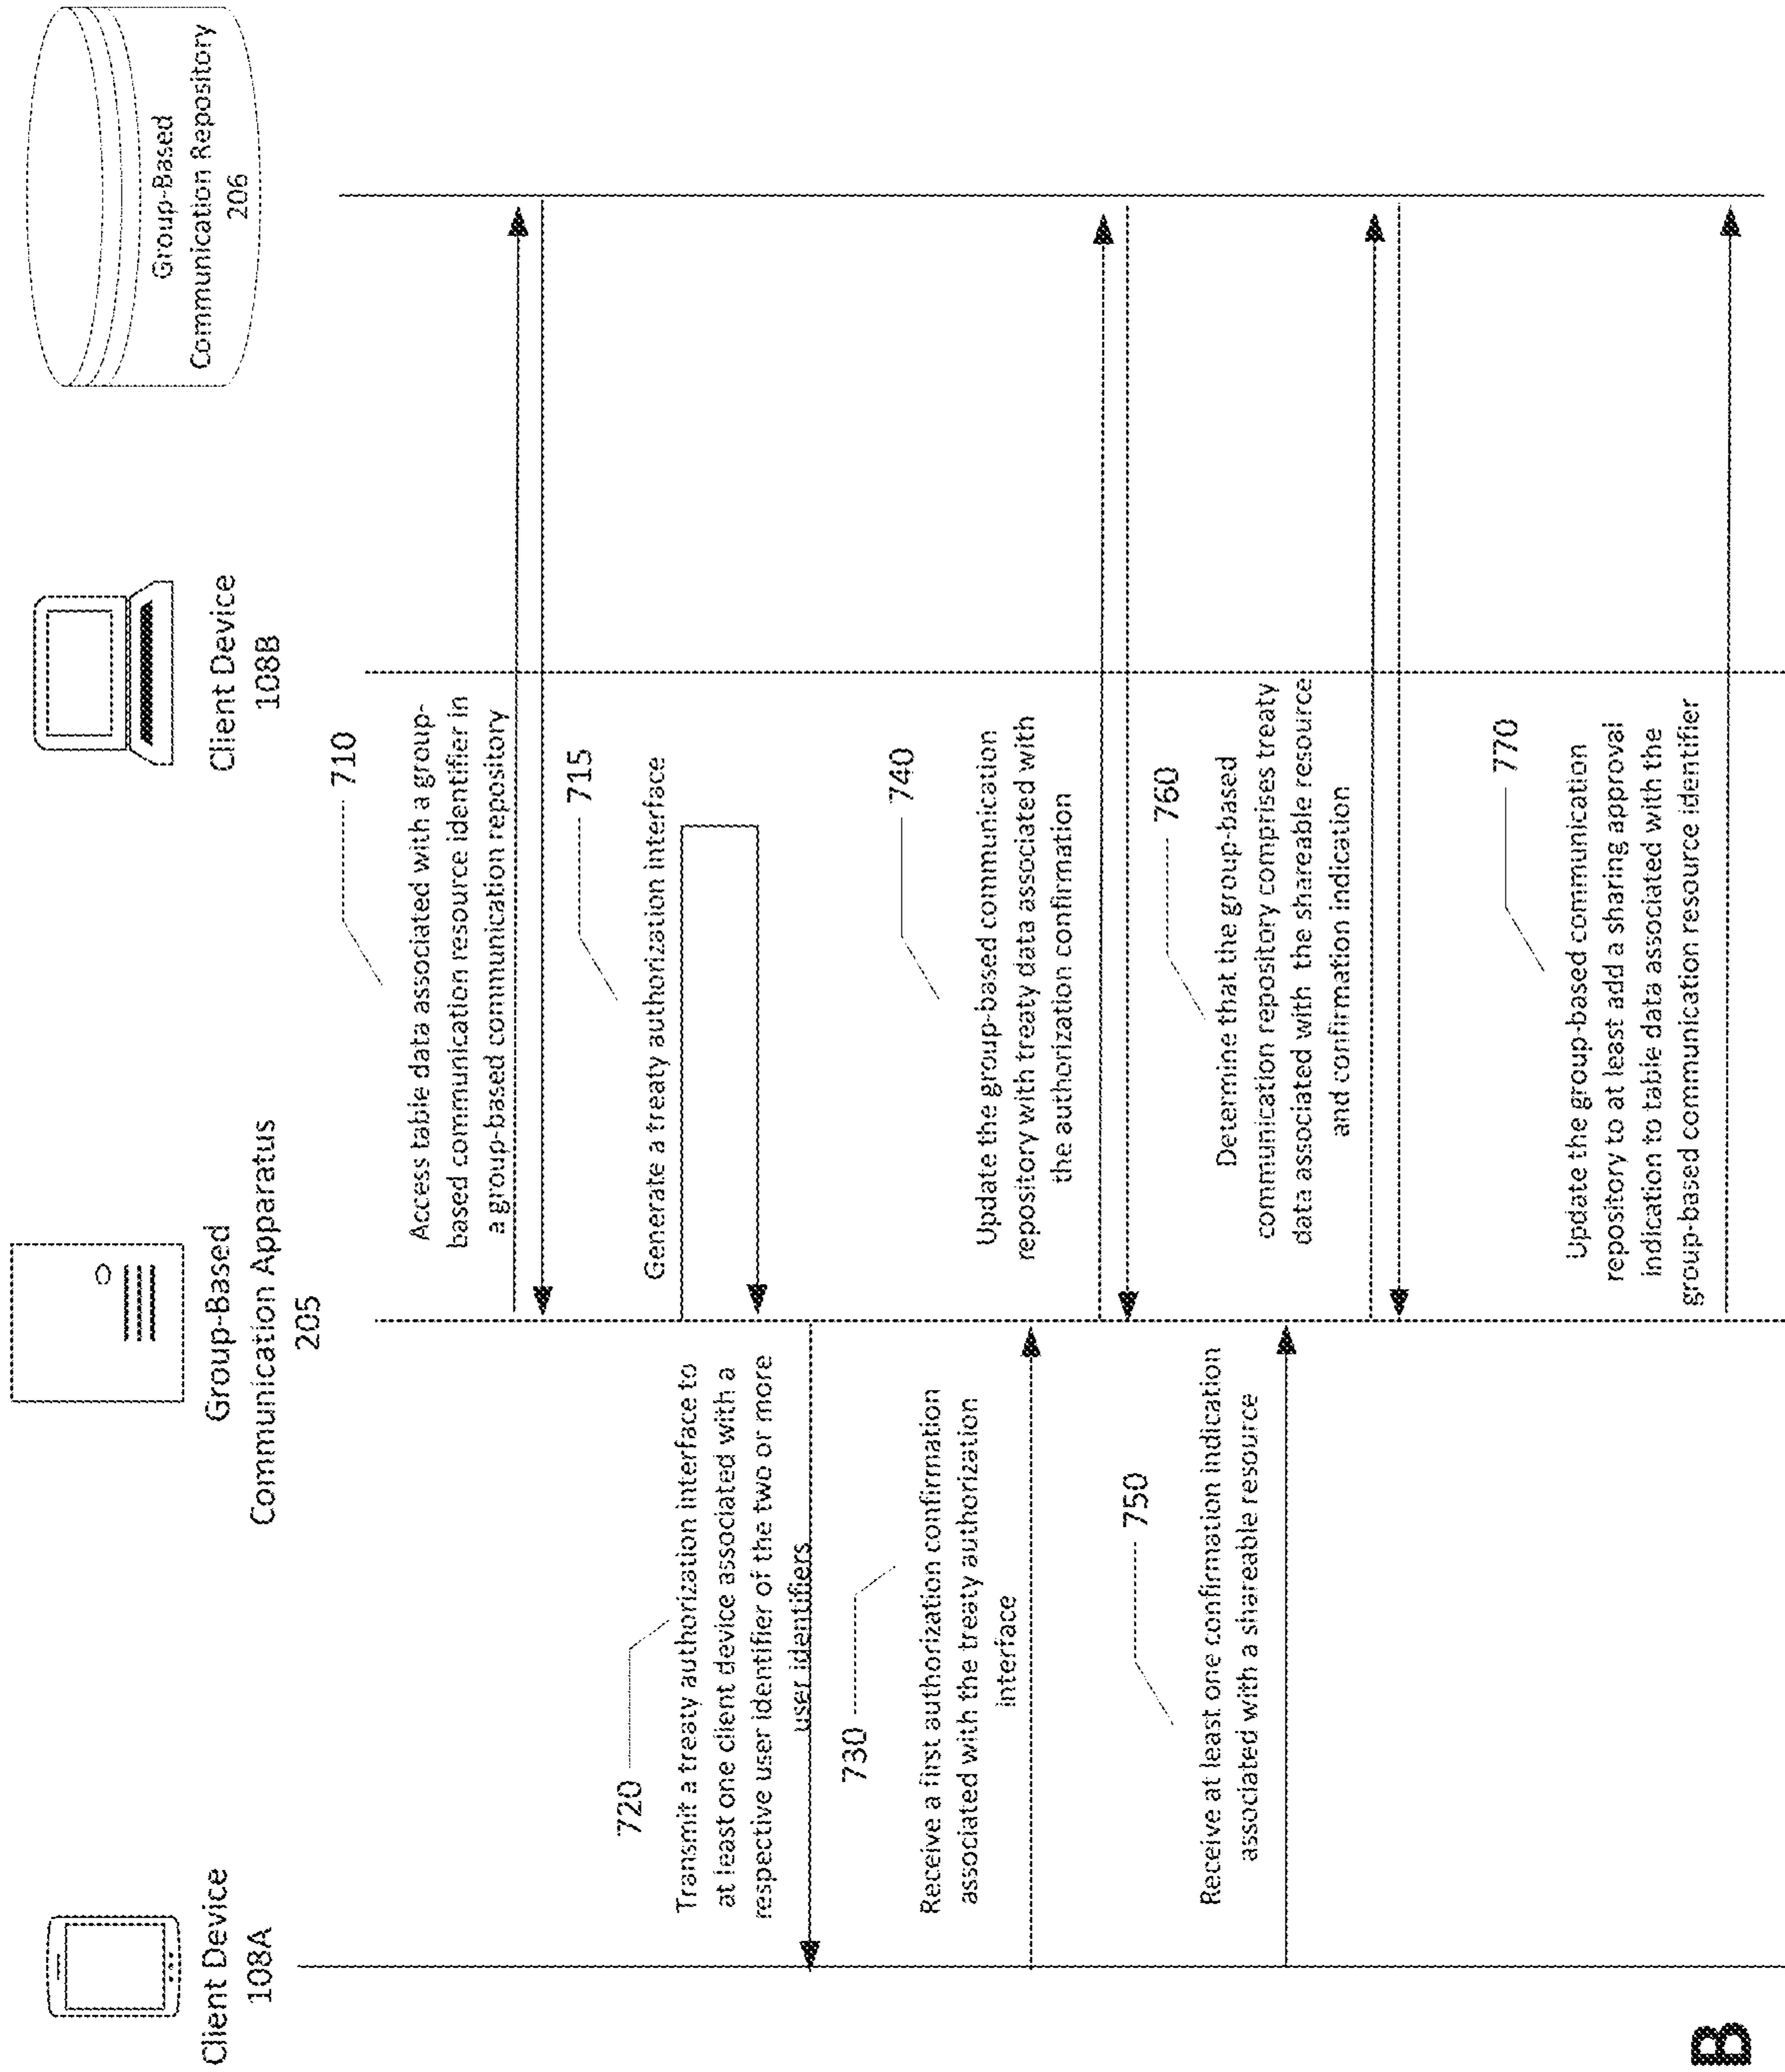 Client Device
108A
Group-Based
Communication Apparatus
205
Client Device
108B
Group-Based
Communication Repository
206
710
Access table data associated with a group-
based communication resource identifier in
a group-based communication repository
715
Generate a treaty authorization interface
720
Transmit a treaty authorization interface to
at least one client device associated with a
respective user identifier of the two or more
user identifiers
730
Receive a first authorization confirmation
associated with the treaty authorization
interface
740
Update the group-based communication
repository with treaty data associated with
the authorization confirmation
750
Receive at least one confirmation indication
associated with a shareable resource
760
Determine that the group-based
communication repository comprises treaty
data associated with the shareable resource
and confirmation indication
770
Update the group-based communication
repository to at least add a sharing approval
indication to table data associated with the
group-based communication resource identifier
B